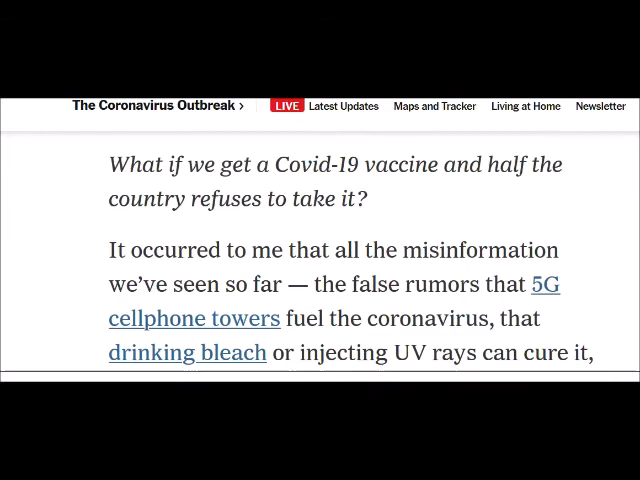 The Coronavirus Outbreak › LIVE Latest Updates Maps and Tracker Living at Home Newsletter
What if we get a Covid-19 vaccine and half the
country refuses to take it?
It occurred to me that all the misinformation
we’ve seen so far — the false rumors that 5G
cellphone towers fuel the coronavirus, that
drinking bleach or injecting UV rays can cure it,